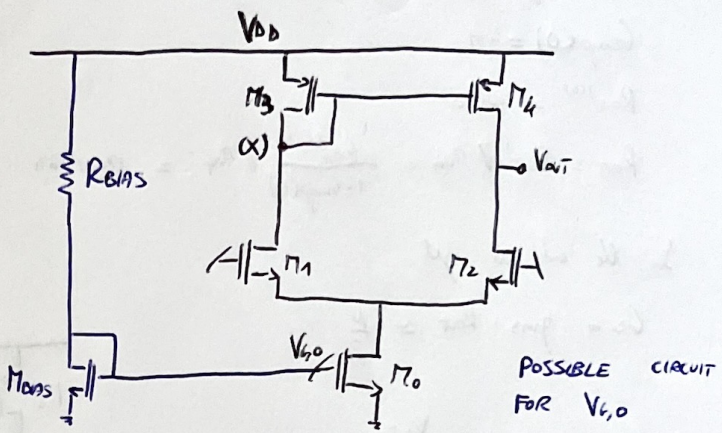 VDD
M3
M4
(X)
VOUT
RBIAS
M1
M2
VG,0
MBIAS
M0
POSSIBLE CIRCUIT
FOR VG,0